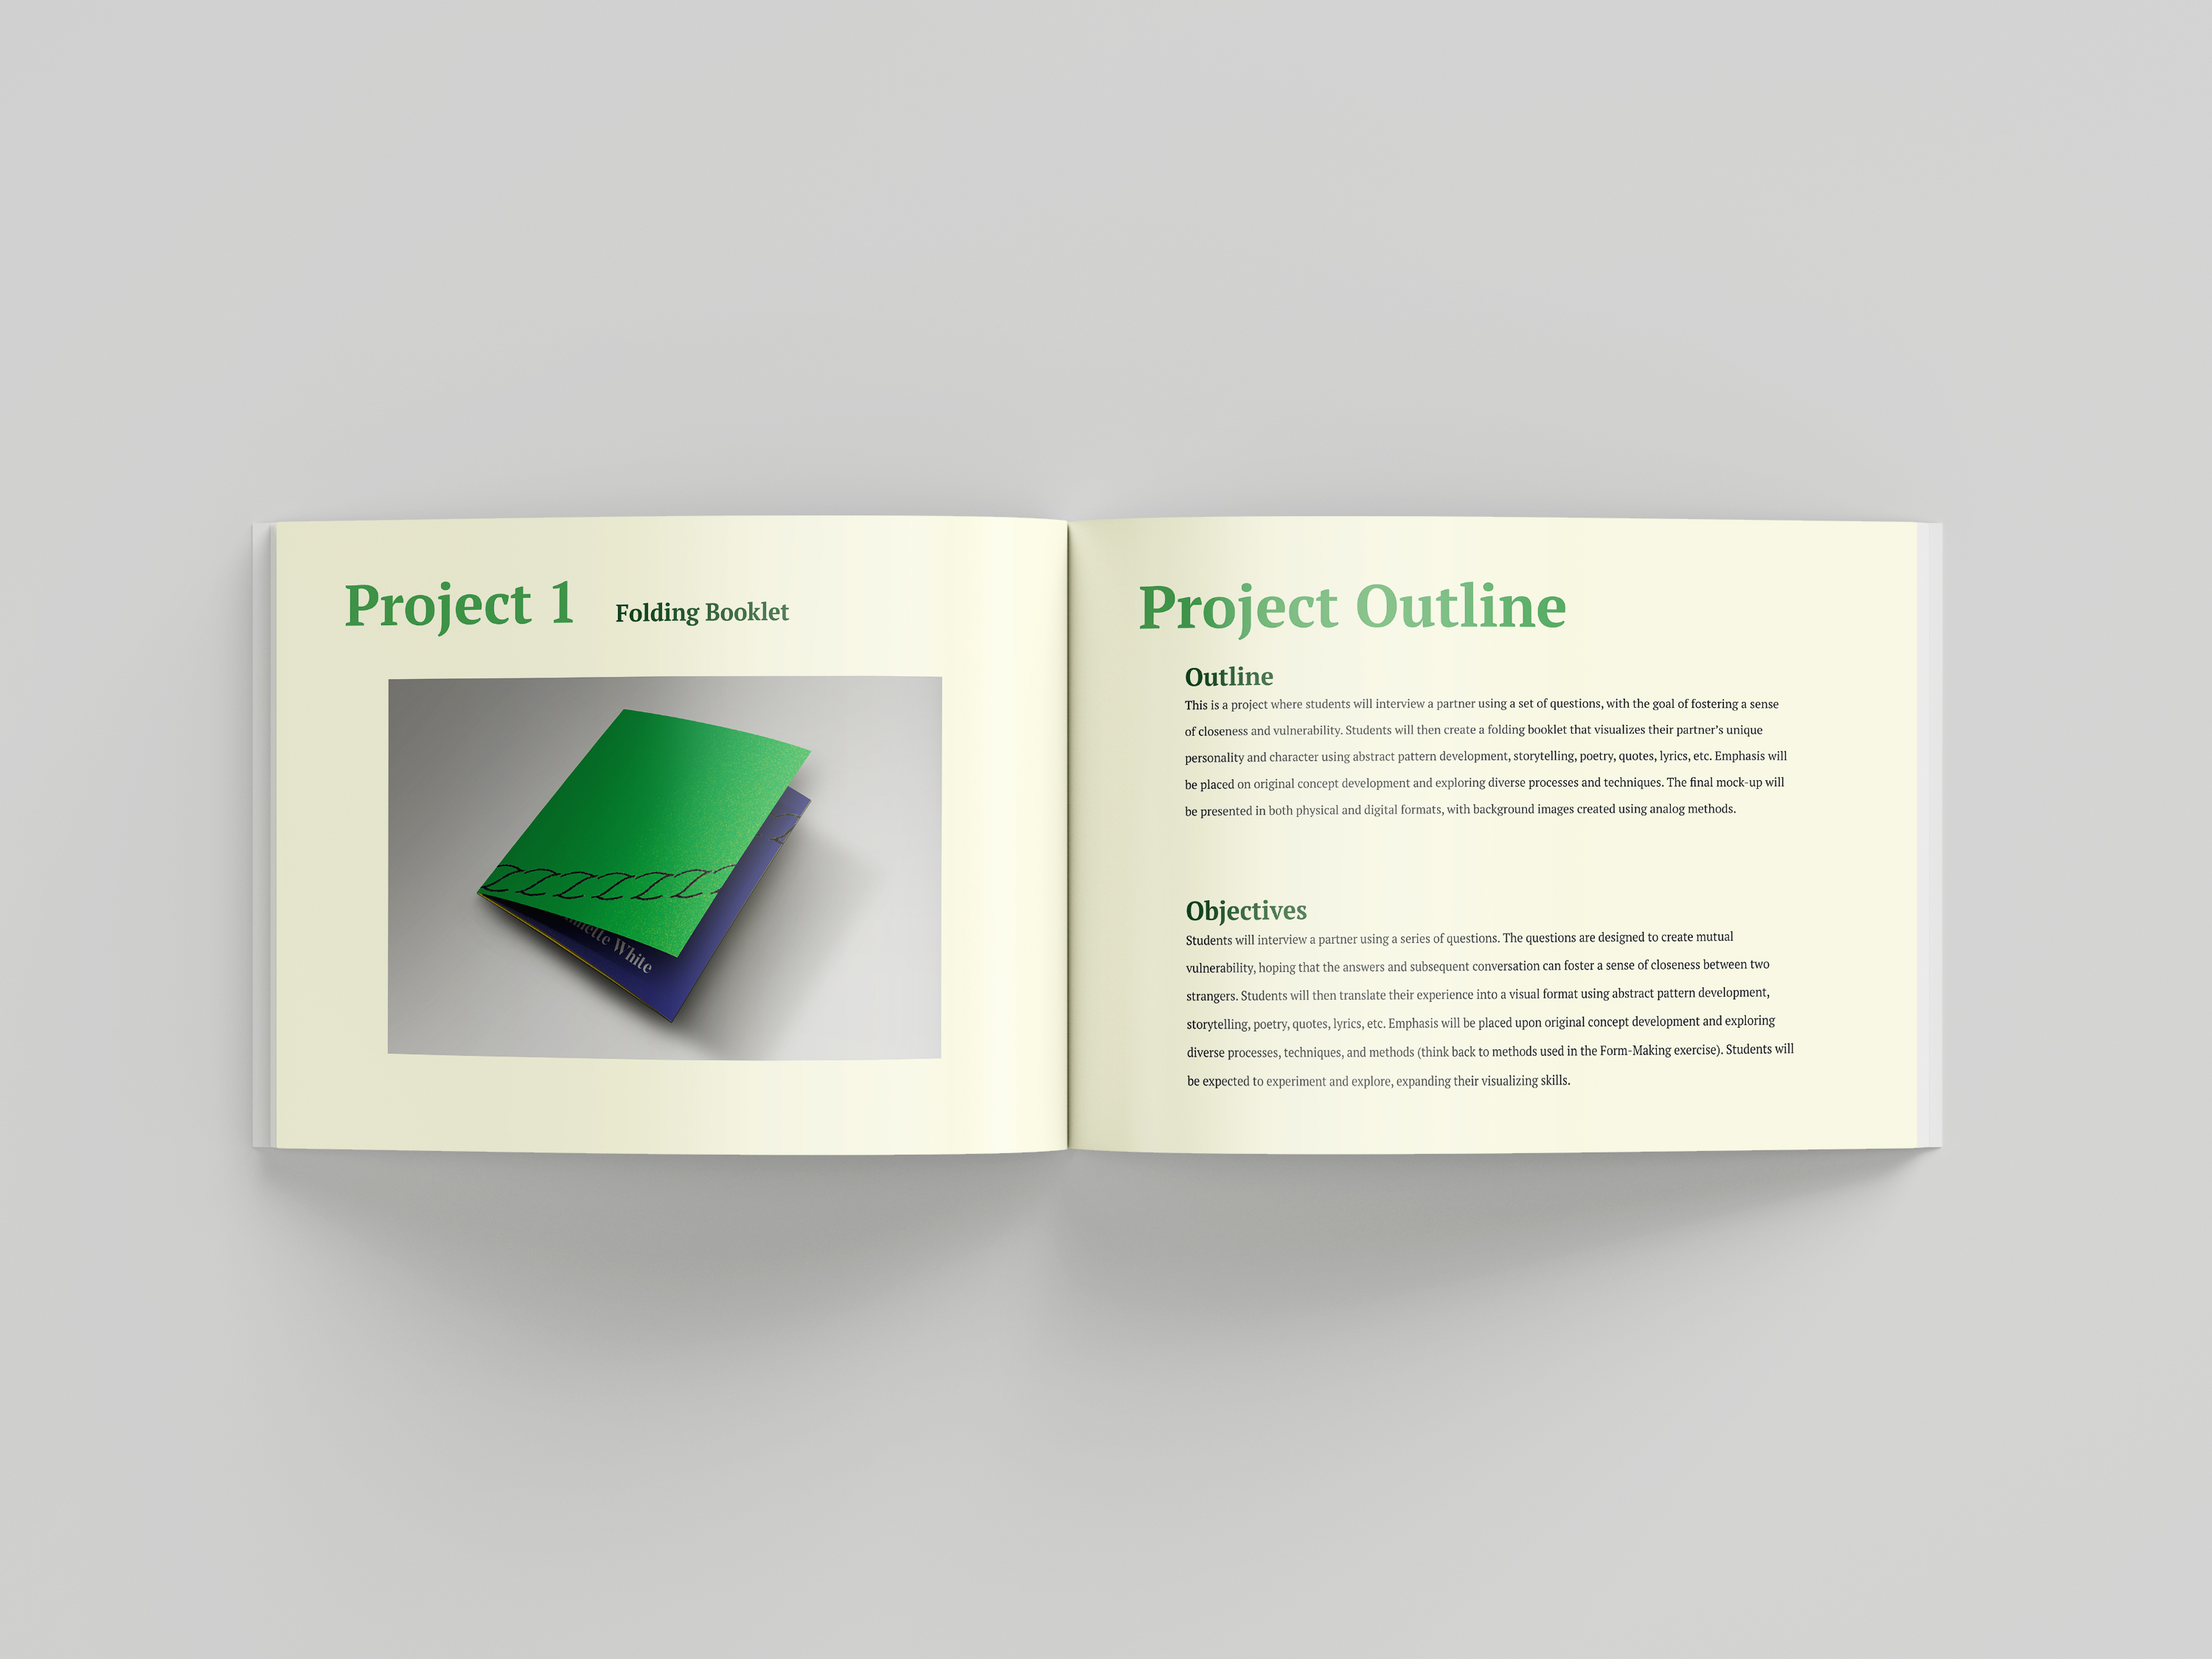 Project 1
Folding Booklet
White
Project Outline
Outline
This is a project where students will interview a partner using a set of questions, with the goal of fostering a sense
of closeness and vulnerability. Students will then create a folding booklet that visualizes their partner’s unique
personality and character using abstract pattern development, storytelling, poetry, quotes, lyrics, etc. Emphasis will
be placed on original concept development and exploring diverse processes and techniques. The final mock-up will
be presented in both physical and digital formats, with background images created using analog methods.
Objectives
Students will interview a partner using a series of questions. The questions are designed to create mutual
vulnerability, hoping that the answers and subsequent conversation can foster a sense of closeness between two
strangers. Students will then translate their experience into a visual format using abstract pattern development,
storytelling, poetry, quotes, lyrics, etc. Emphasis will be placed upon original concept development and exploring
diverse processes, techniques, and methods (think back to methods used in the Form-Making exercise). Students will
be expected to experiment and explore, expanding their visualizing skills.